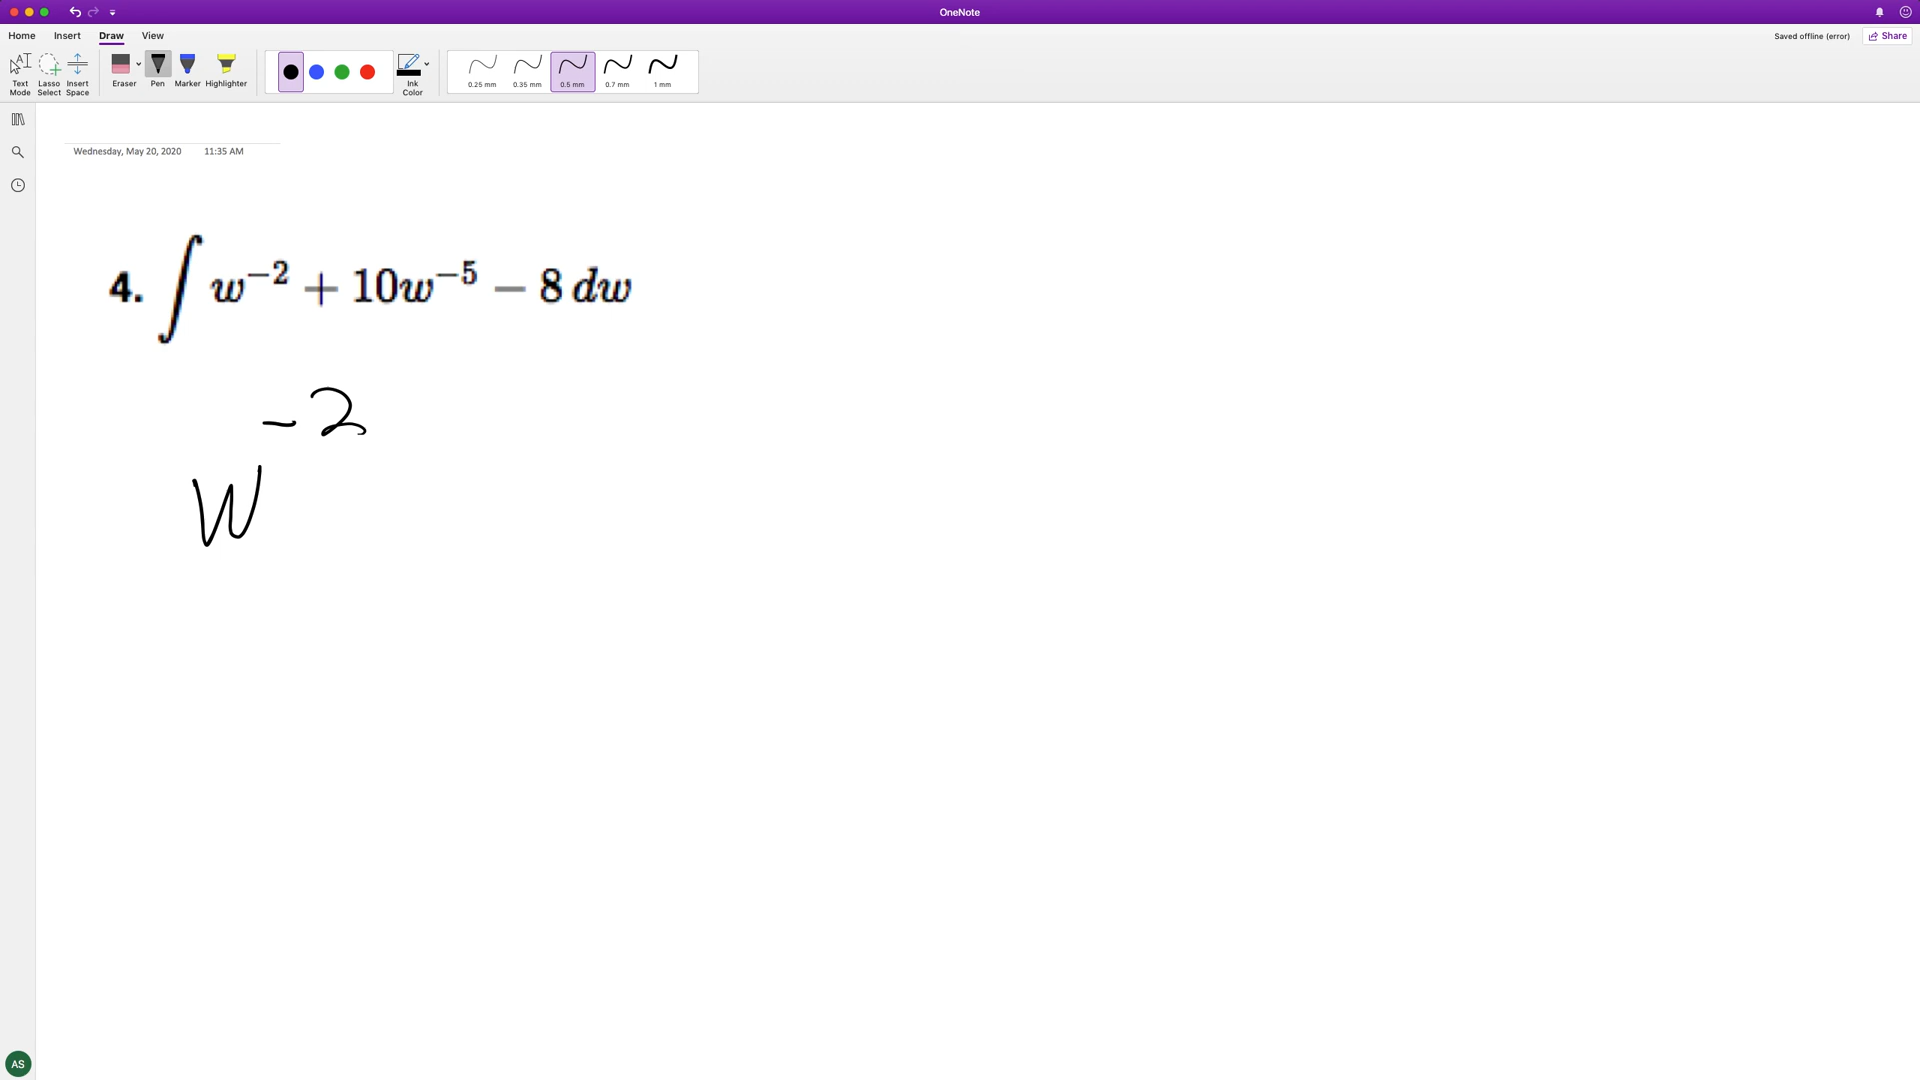 OneNote
Home Insert Draw View
Saved offline (error) Share
Text Mode Lasso Select Insert Space Eraser Pen Marker Highlighter Ink Color 0.25 mm 0.35 mm 0.5 mm 0.7 mm 1 mm
Wednesday, May 20, 2020 11:35 AM
4. ∫ w⁻² + 10w⁻⁵ − 8 dw
W⁻²
AS